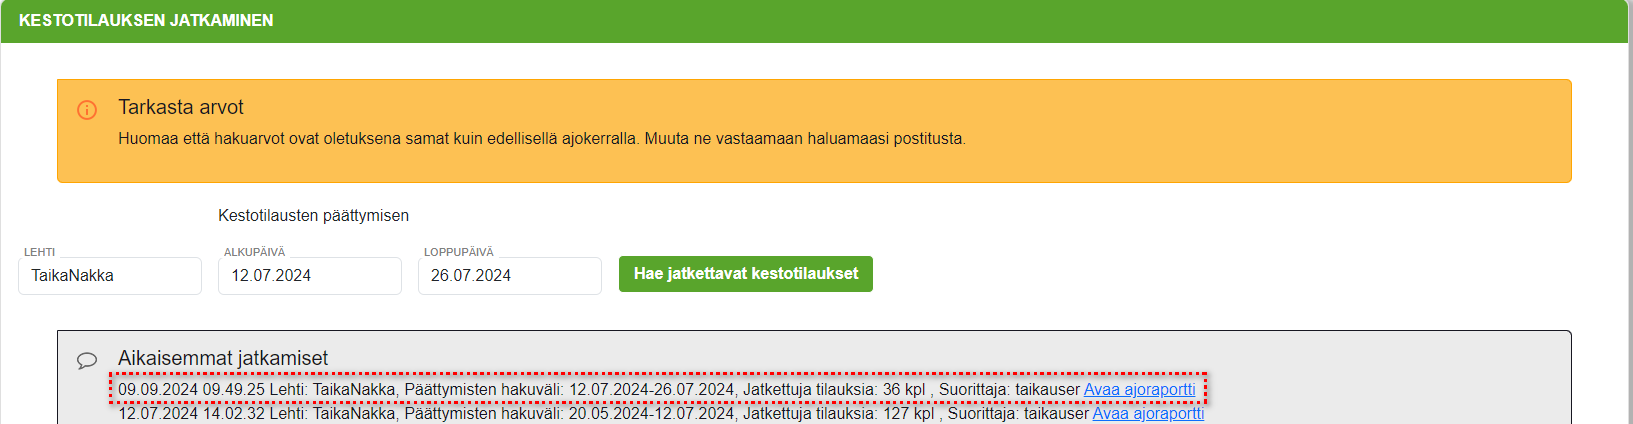 KESTOTILAUKSEN JATKAMINEN
Tarkasta arvot
Huomaa että hakuarvot ovat oletuksena samat kuin edellisellä ajokerralla. Muuta ne vastaamaan haluamaasi postitusta.
Kestotilausten päättymisen
LEHTI ALKUPÄIVÄ LOPPUPÄIVÄ
TaikaNakka 12.07.2024 26.07.2024 Hae jatkettavat kestotilaukset
Aikaisemmat jatkamiset
09.09.2024 09.49.25 Lehti: TaikaNakka, Päättymisten hakuväli: 12.07.2024-26.07.2024, Jatkettuja tilauksia: 36 kpl , Suorittaja: taikauser Avaa ajoraportti
12.07.2024 14.02.32 Lehti: TaikaNakka, Päättymisten hakuväli: 20.05.2024-12.07.2024, Jatkettuja tilauksia: 127 kpl , Suorittaja: taikauser Avaa ajoraportti